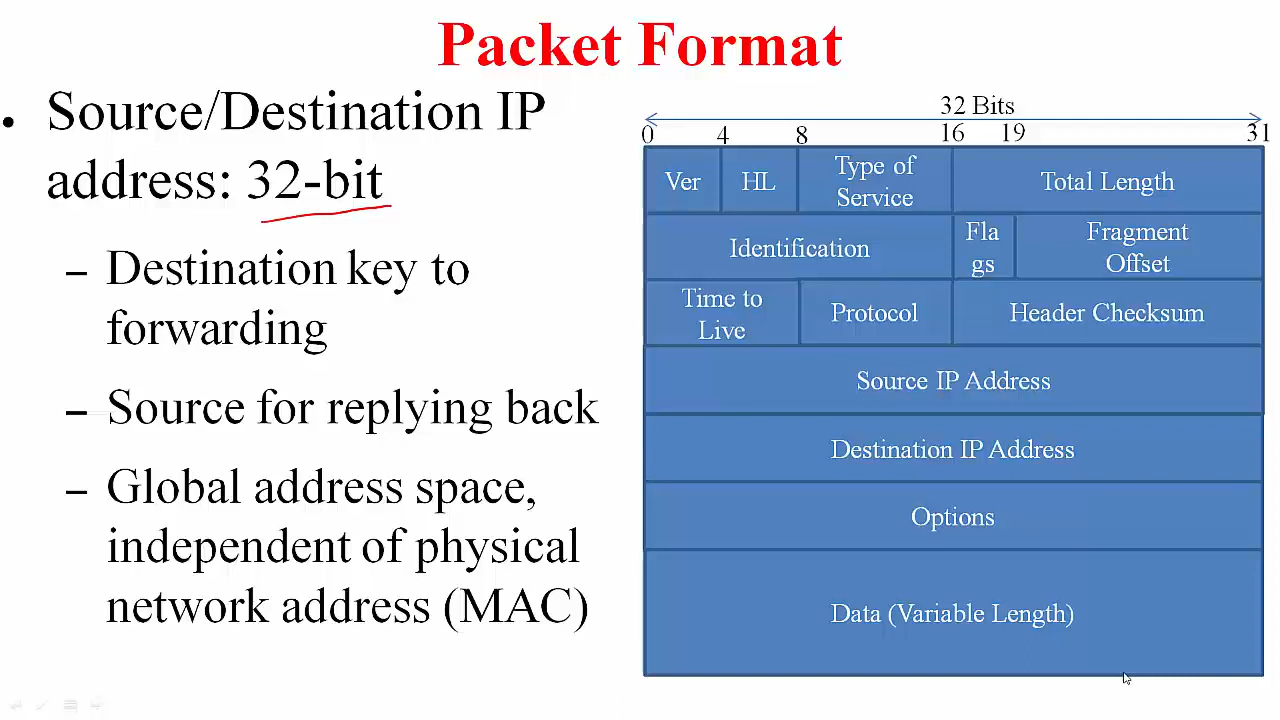 Packet Format
• Source/Destination IP
address: 32-bit
– Destination key to
forwarding
– Source for replying back
– Global address space,
independent of physical
network address (MAC)
32 Bits
0 4 8 16 19 31
Ver HL Type of
Service Total Length
Identification Fla
gs Fragment
Offset
Time to
Live Protocol Header Checksum
Source IP Address
Destination IP Address
Options
Data (Variable Length)